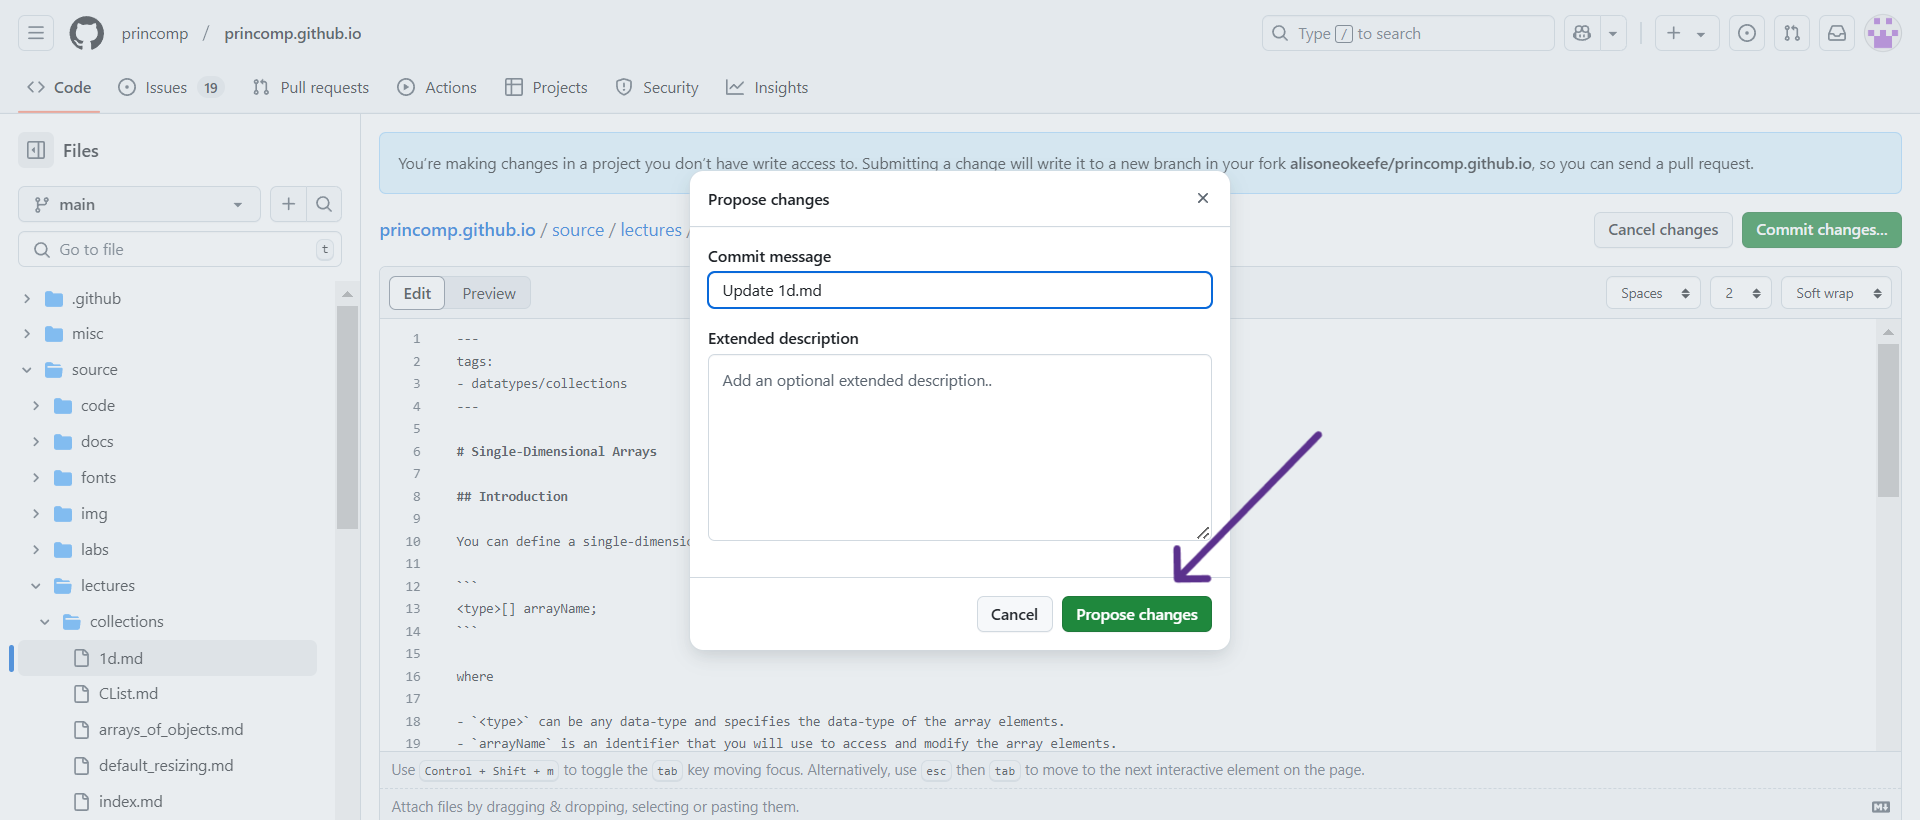 princomp / princomp.github.io
Type / to search
Code
Issues 19
Pull requests
Actions
Projects
Security
Insights
Files
main
Go to file
t
.github
misc
source
code
docs
fonts
img
labs
lectures
collections
1d.md
CList.md
arrays_of_objects.md
default_resizing.md
index.md
You're making changes in a project you don't have write access to. Submitting a change will write it to a new branch in your fork alisoneokeefe/princomp.github.io, so you can send a pull request.
princomp.github.io / source / lectures /
Cancel changes
Commit changes...
Edit
Preview
Spaces
2
Soft wrap
1 ---
2 tags:
3 - datatypes/collections
4 ---
5
6 # Single-Dimensional Arrays
7
8 ## Introduction
9
10 You can define a single-dimensio
11
12 ```
13 <type>[] arrayName;
14 ```
15
16 where
17
18 - `<type>` can be any data-type and specifies the data-type of the array elements.
19 - `arrayName` is an identifier that you will use to access and modify the array elements.
Use Control + Shift + m to toggle the tab key moving focus. Alternatively, use esc then tab to move to the next interactive element on the page.
Attach files by dragging & dropping, selecting or pasting them.
Propose changes
Commit message
Update 1d.md
Extended description
Add an optional extended description..
Cancel
Propose changes